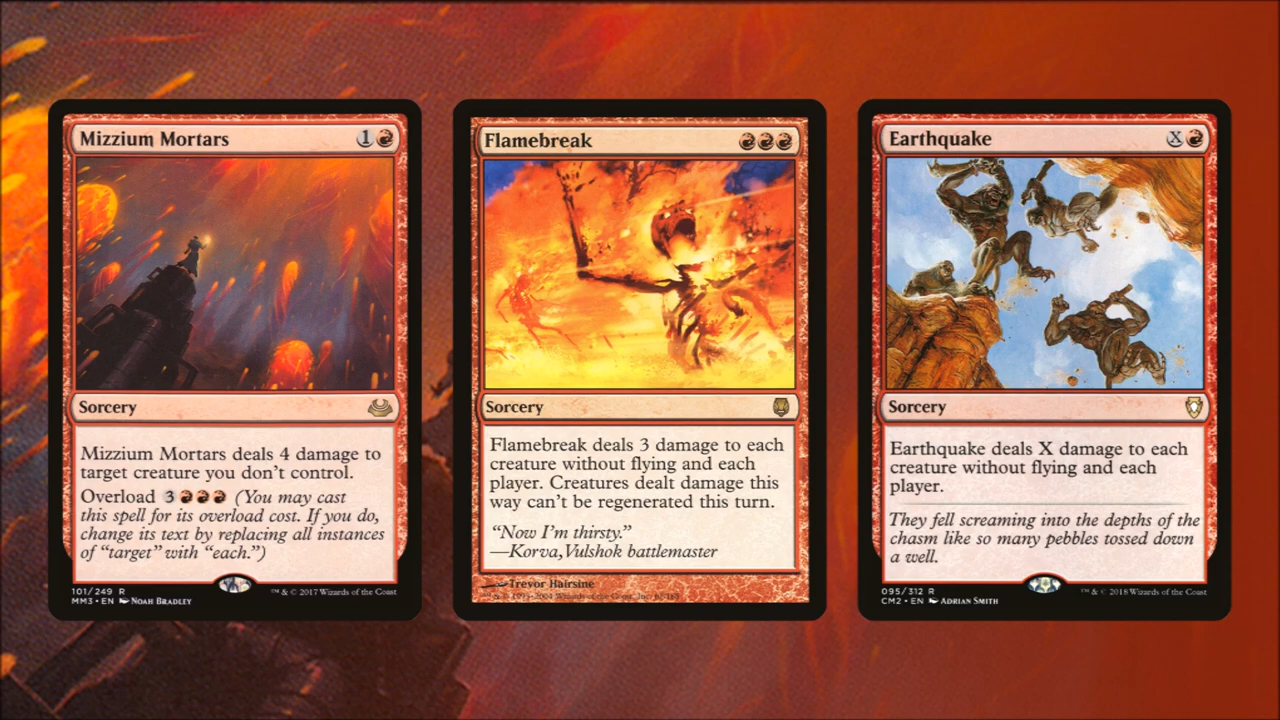 Mizzium Mortars 1
Sorcery
Mizzium Mortars deals 4 damage to
target creature you don't control.
Overload 3 (You may cast
this spell for its overload cost. If you do,
change its text by replacing all instances
of "target" with "each.")
101/249 R
MM3 • EN Noah Bradley
™ & © 2017 Wizards of the Coast
Flamebreak
Sorcery
Flamebreak deals 3 damage to each
creature without flying and each
player. Creatures dealt damage this
way can't be regenerated this turn.
"Now I'm thirsty."
—Korva, Vulshok battlemaster
Trevor Hairsine
Wizards of the Coast, Inc.
Earthquake X
Sorcery
Earthquake deals X damage to each
creature without flying and each
player.
They fell screaming into the depths of the
chasm like so many pebbles tossed down
a well.
095/312 R
CM2 • EN Adrian Smith
™ & © 2018 Wizards of the Coast